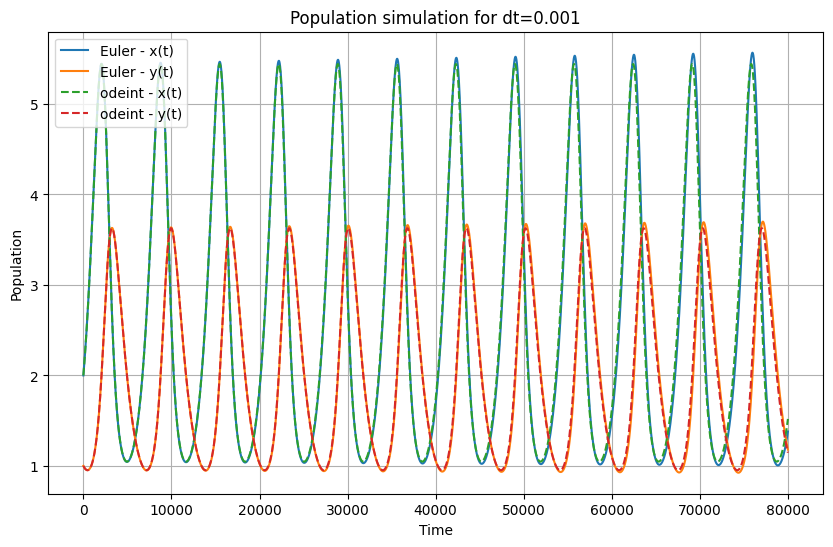 Population simulation for dt=0.001
Euler - x(t)
Euler - y(t)
odeint - x(t)
odeint - y(t)
Population
5
4
3
2
1
0
10000
20000
30000
40000
50000
60000
70000
80000
Time